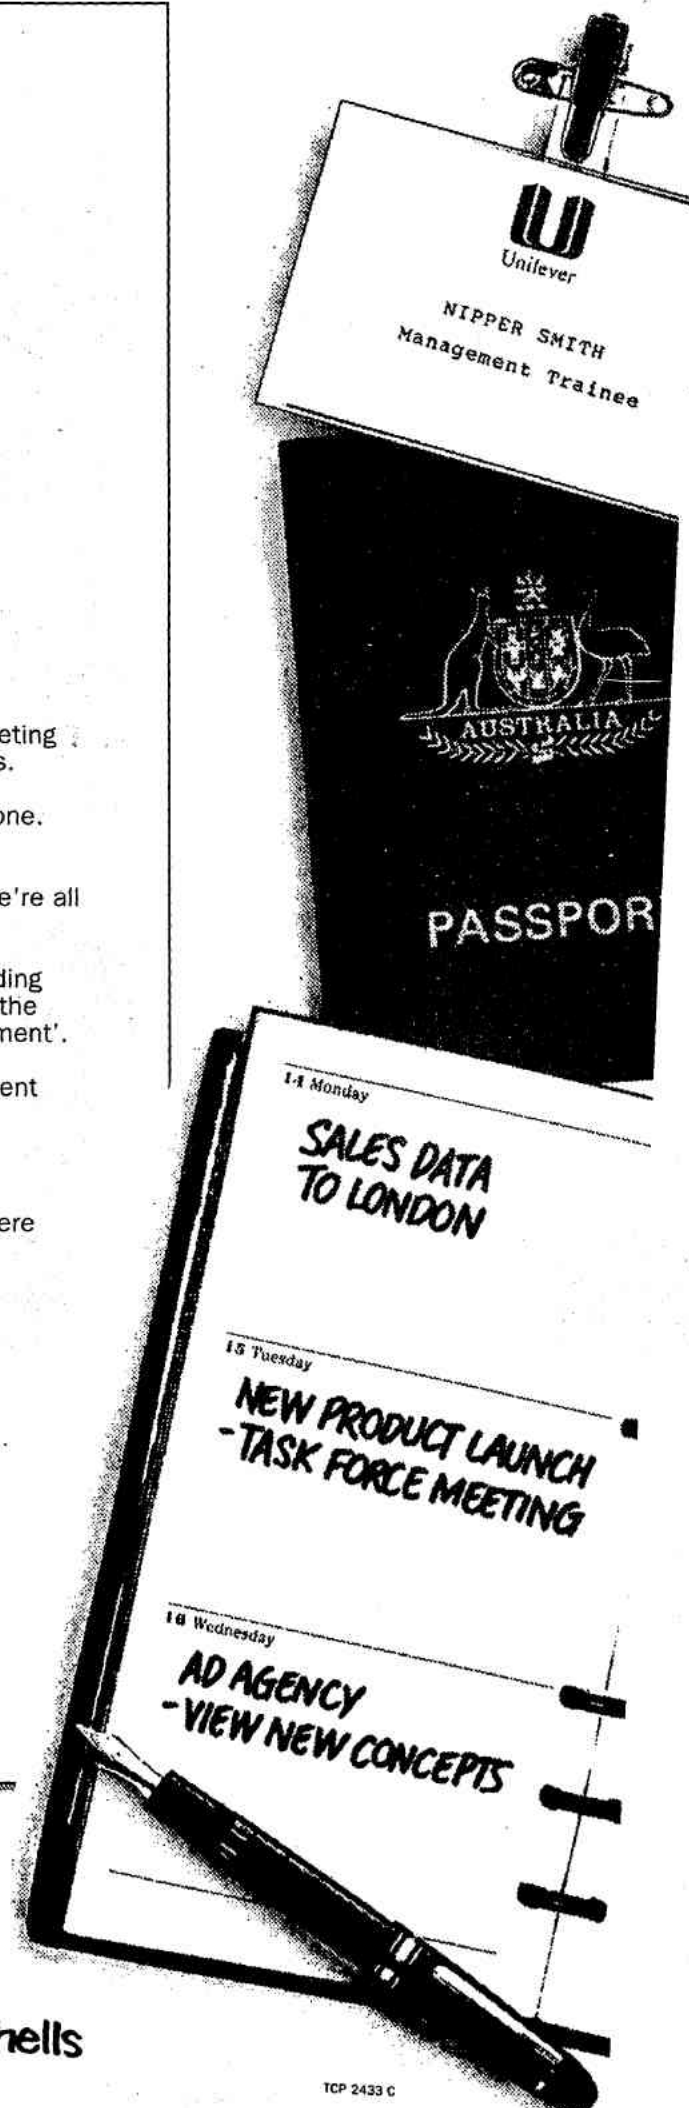 Unilever
NIPPER SMITH
Management Trainee
AUSTRALIA
PASSPOR
eting
s.
one.
e're all
ding
the
ment'.
ent
ere
14 Monday
SALES DATA
TO LONDON
15 Tuesday
NEW PRODUCT LAUNCH
-TASK FORCE MEETING
16 Wednesday
AD AGENCY
-VIEW NEW CONCEPTS
hells
TCP 2433 C